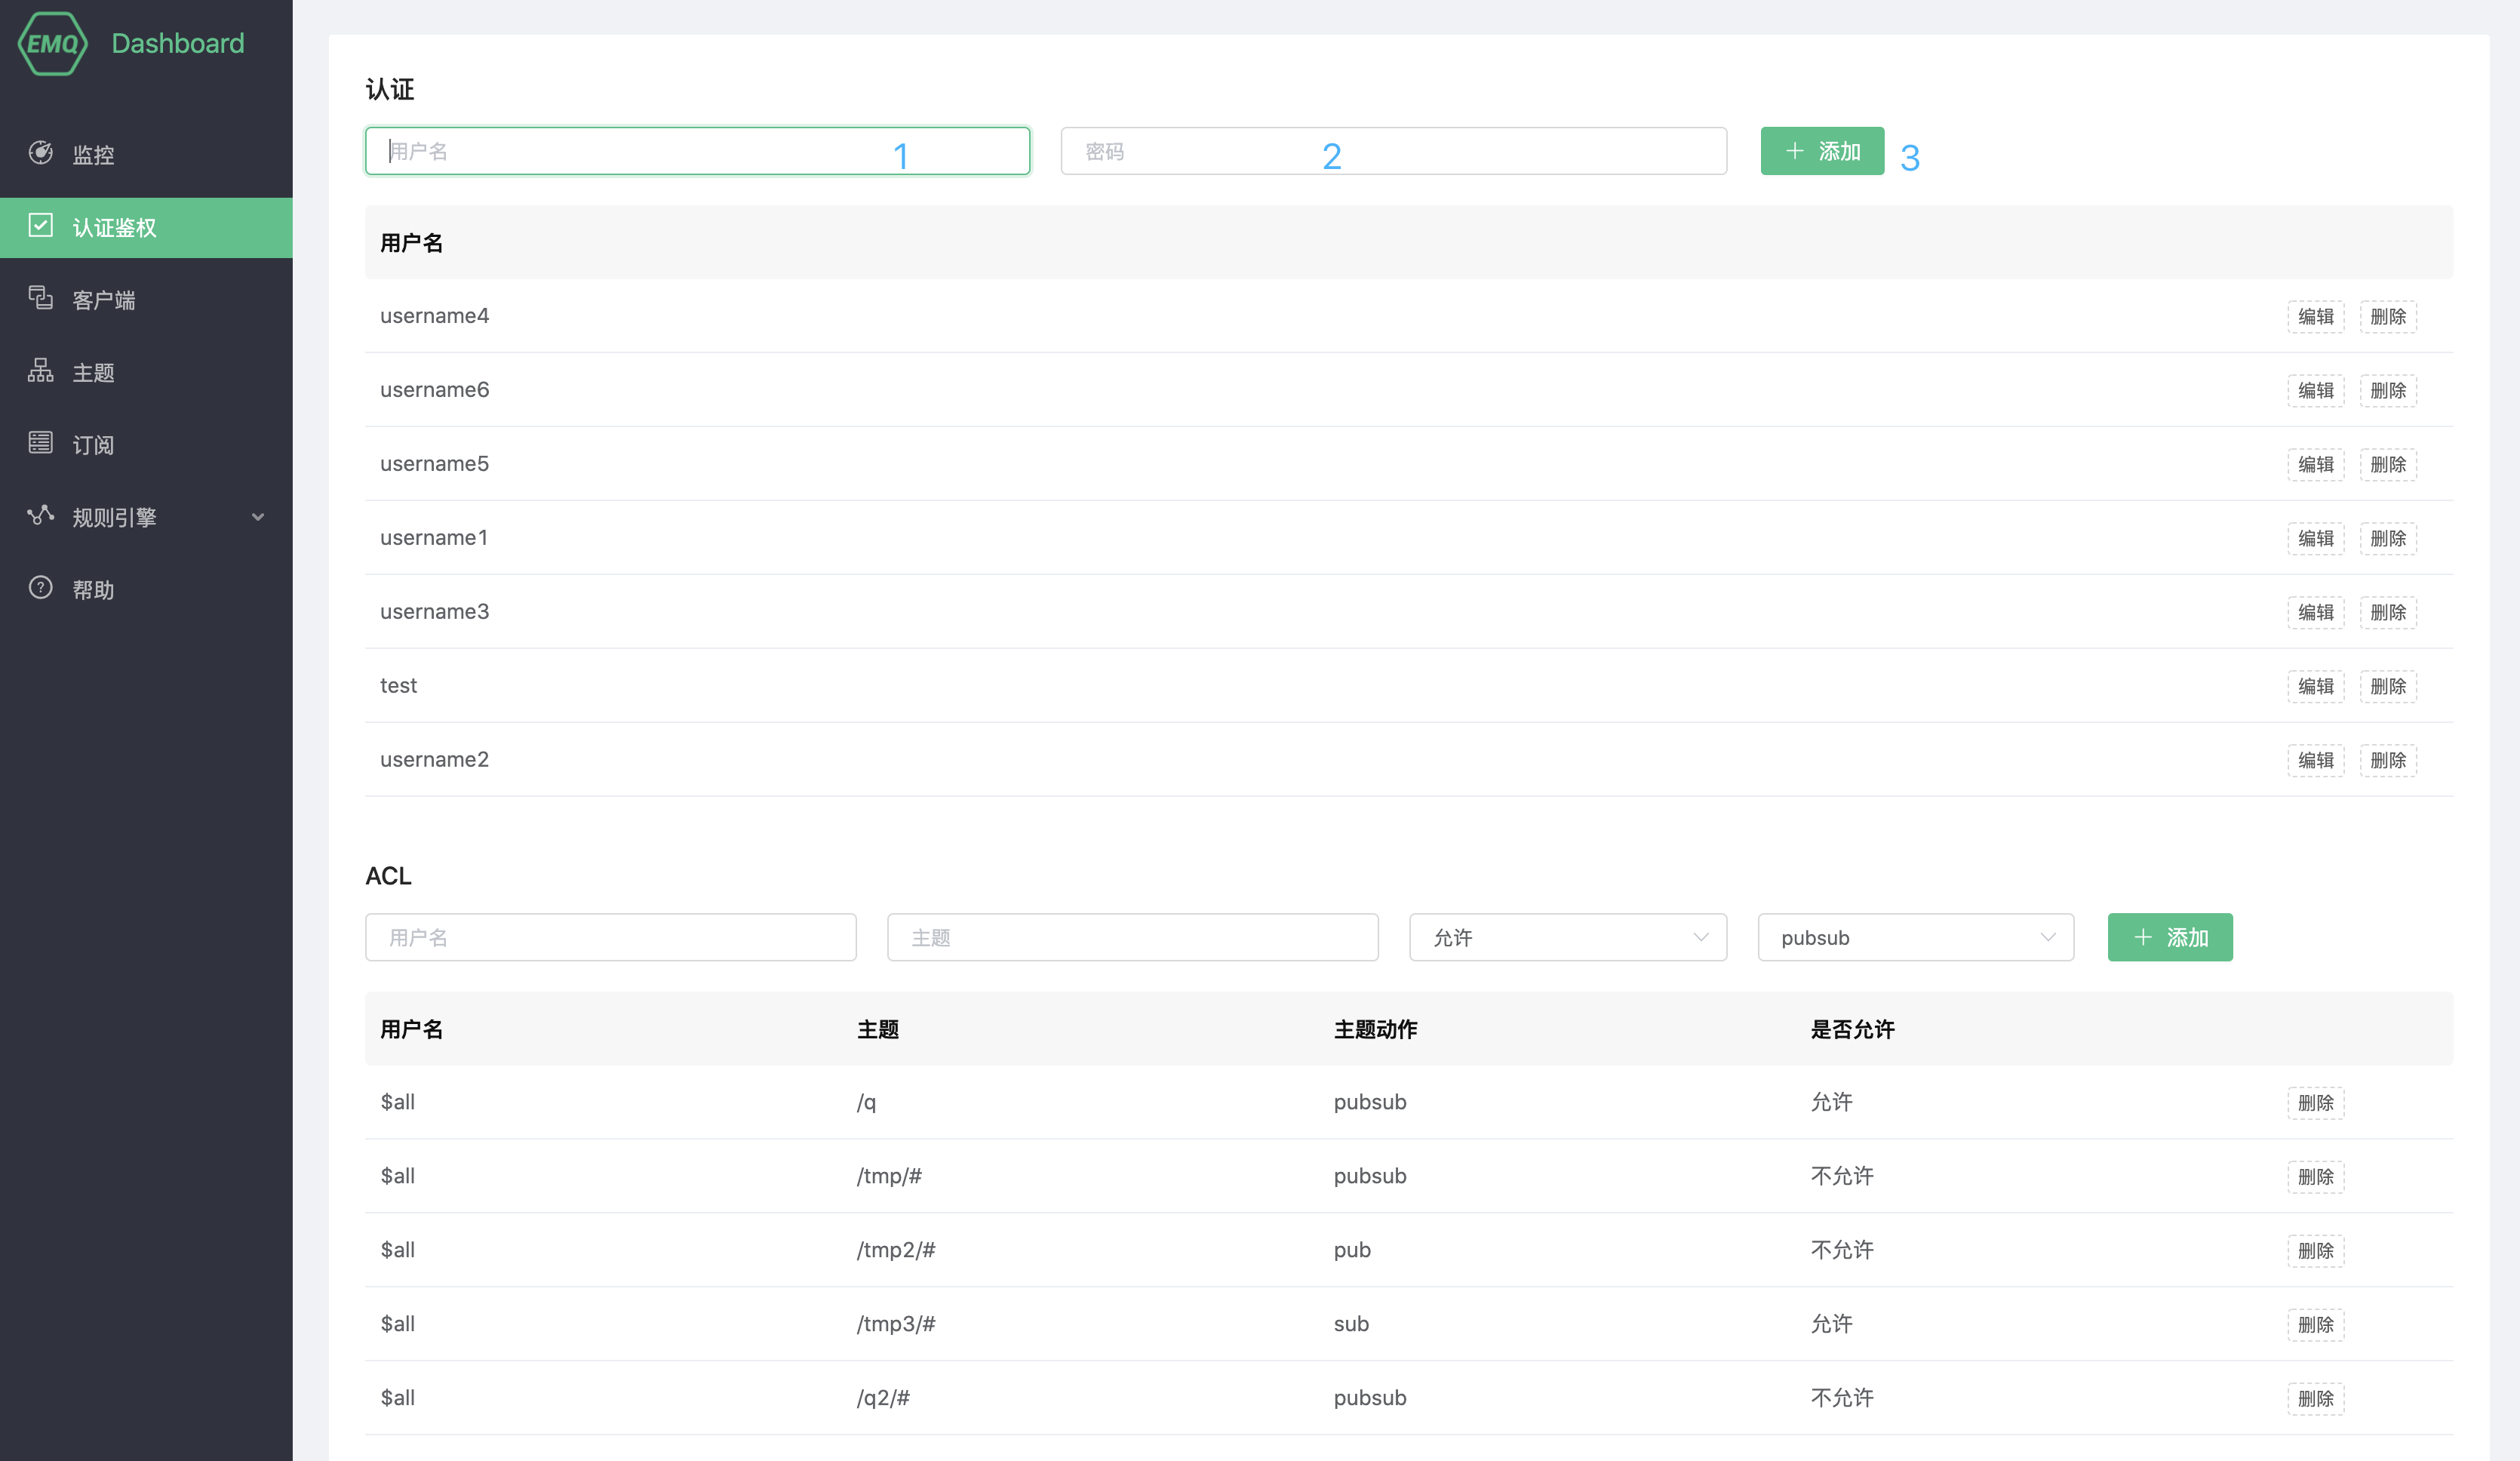 EMQ Dashboard
监控
认证鉴权
客户端
主题
订阅
规则引擎
帮助
认证
用户名 1 密码 2 添加 3
用户名
username4 编辑 删除
username6 编辑 删除
username5 编辑 删除
username1 编辑 删除
username3 编辑 删除
test 编辑 删除
username2 编辑 删除
ACL
用户名 主题 允许 pubsub 添加
用户名 主题 主题动作 是否允许
$all /q pubsub 允许 删除
$all /tmp/# pubsub 不允许 删除
$all /tmp2/# pub 不允许 删除
$all /tmp3/# sub 允许 删除
$all /q2/# pubsub 不允许 删除